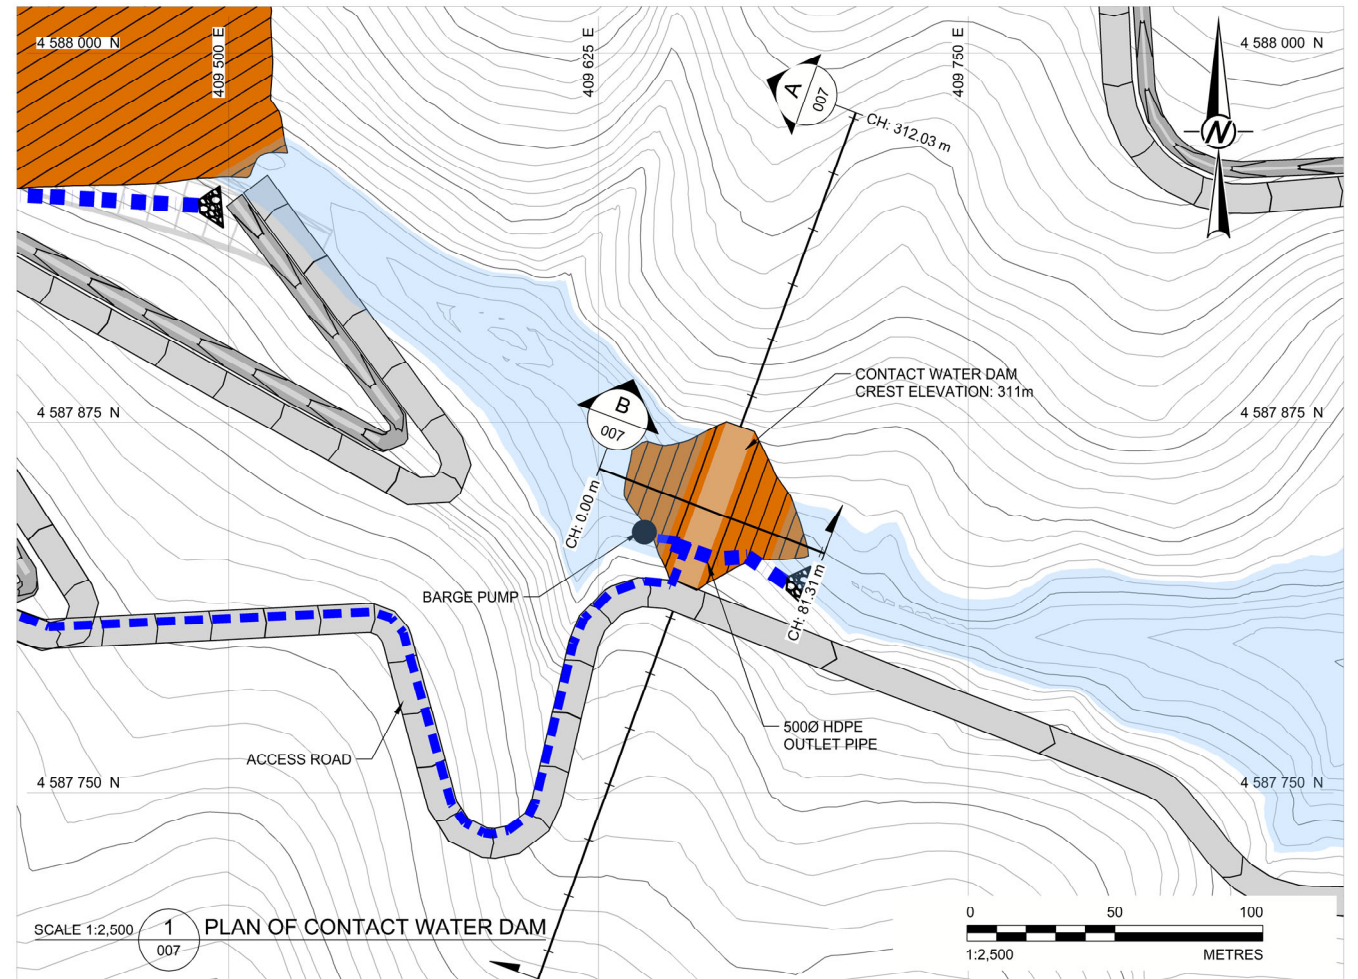 4 588 000 N
409 500 E
409 625 E
409 750 E
4 588 000 N
A
007
CH: 312.03 m
N
CONTACT WATER DAM
CREST ELEVATION: 311m
4 587 875 N
B
007
4 587 875 N
CH: 0.00 m
BARGE PUMP
CH: 81.31 m
500Ø HDPE
OUTLET PIPE
ACCESS ROAD
4 587 750 N
4 587 750 N
SCALE 1:2,500
1
007
PLAN OF CONTACT WATER DAM
0 50 100
1:2,500 METRES